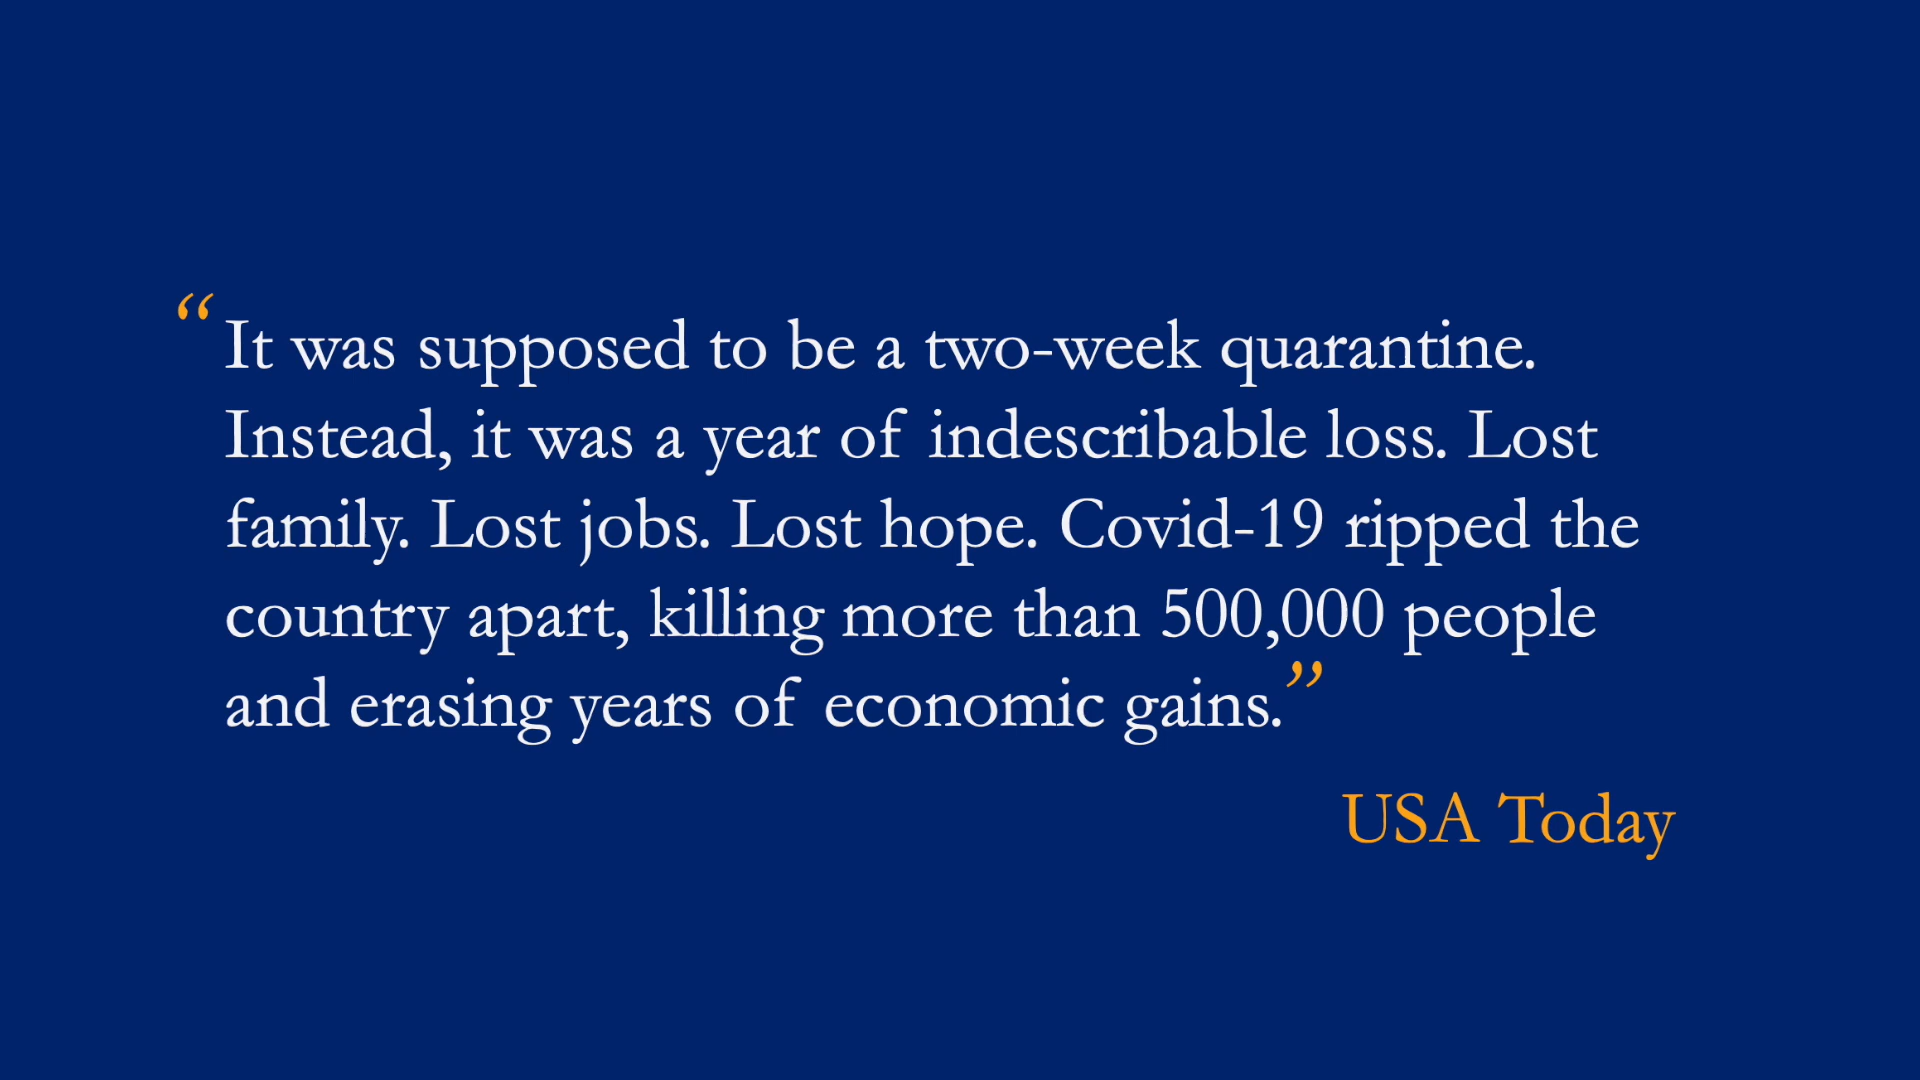 “It was supposed to be a two-week quarantine.
Instead, it was a year of indescribable loss. Lost
family. Lost jobs. Lost hope. Covid-19 ripped the
country apart, killing more than 500,000 people
and erasing years of economic gains.”
USA Today